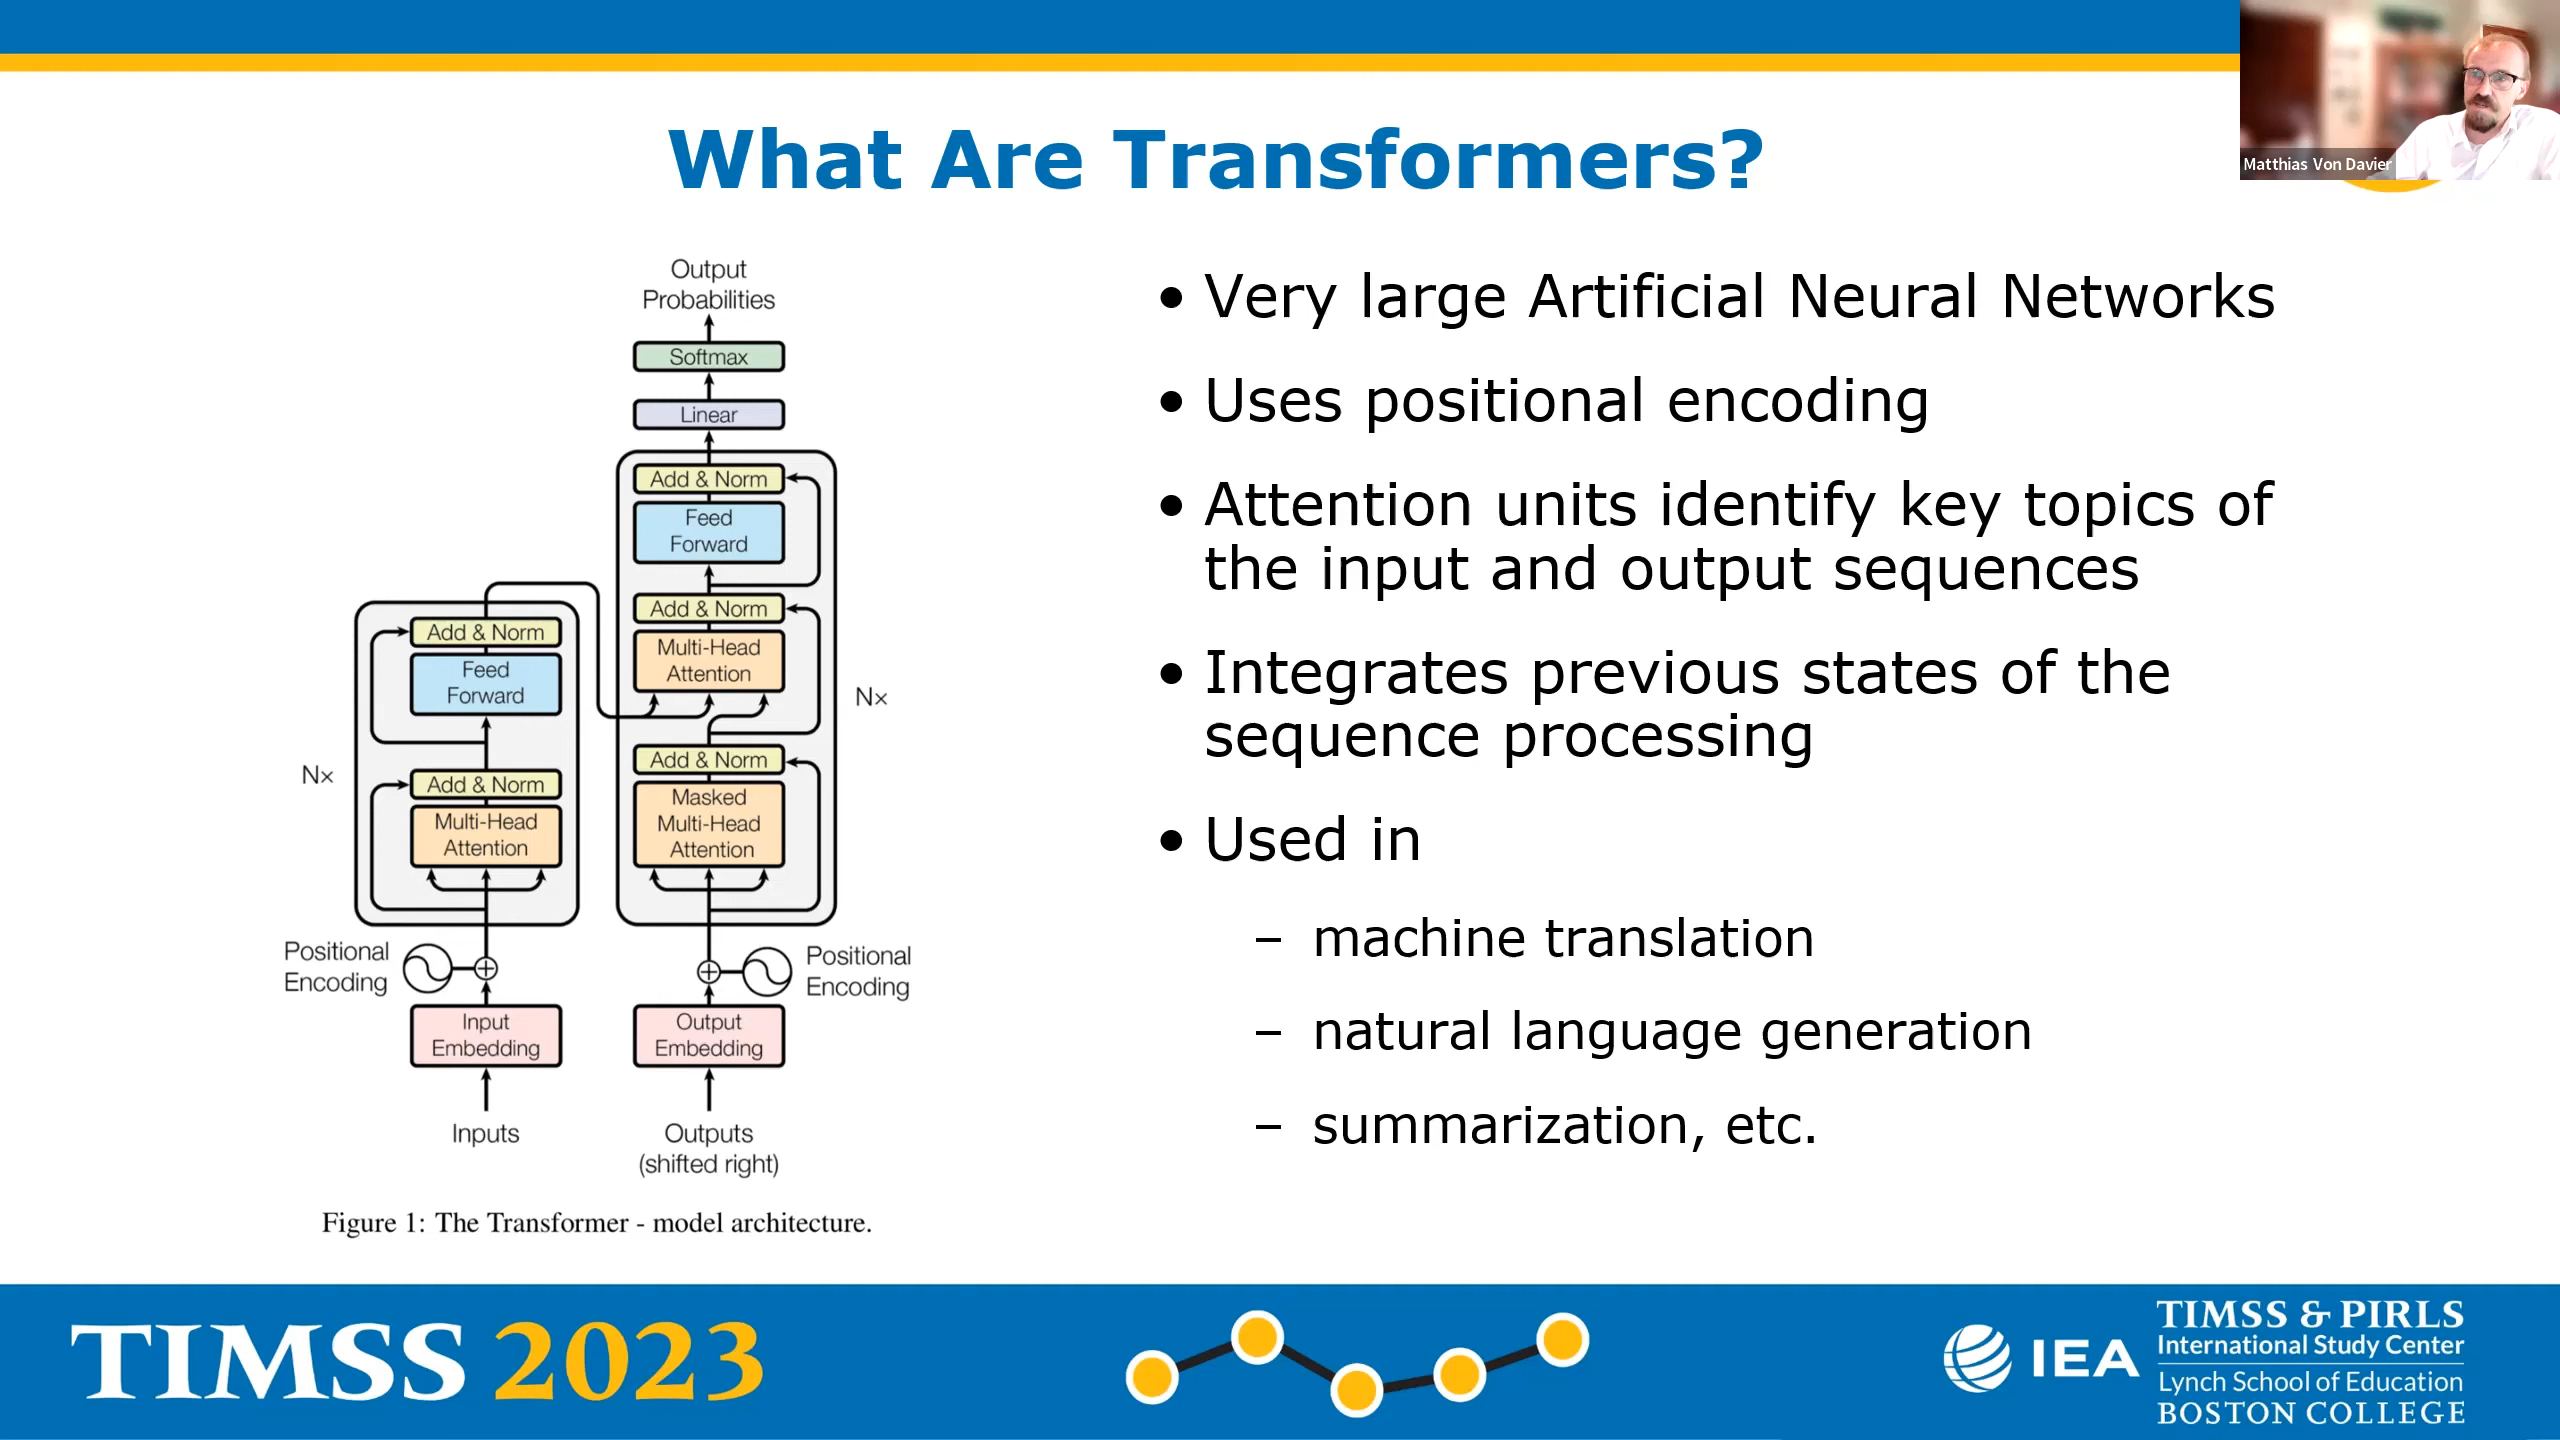 Matthias Von Davier
What Are Transformers?
Output
Probabilities
Softmax
Linear
Add & Norm
Feed
Forward
Add & Norm
Multi-Head
Attention
Nx
Add & Norm
Masked
Multi-Head
Attention
Add & Norm
Feed
Forward
Nx
Add & Norm
Multi-Head
Attention
Positional
Encoding
Positional
Encoding
Input
Embedding
Output
Embedding
Inputs
Outputs
(shifted right)
Figure 1: The Transformer - model architecture.
• Very large Artificial Neural Networks
• Uses positional encoding
• Attention units identify key topics of
the input and output sequences
• Integrates previous states of the
sequence processing
• Used in
– machine translation
– natural language generation
– summarization, etc.
TIMSS 2023
IEA
TIMSS & PIRLS
International Study Center
Lynch School of Education
BOSTON COLLEGE